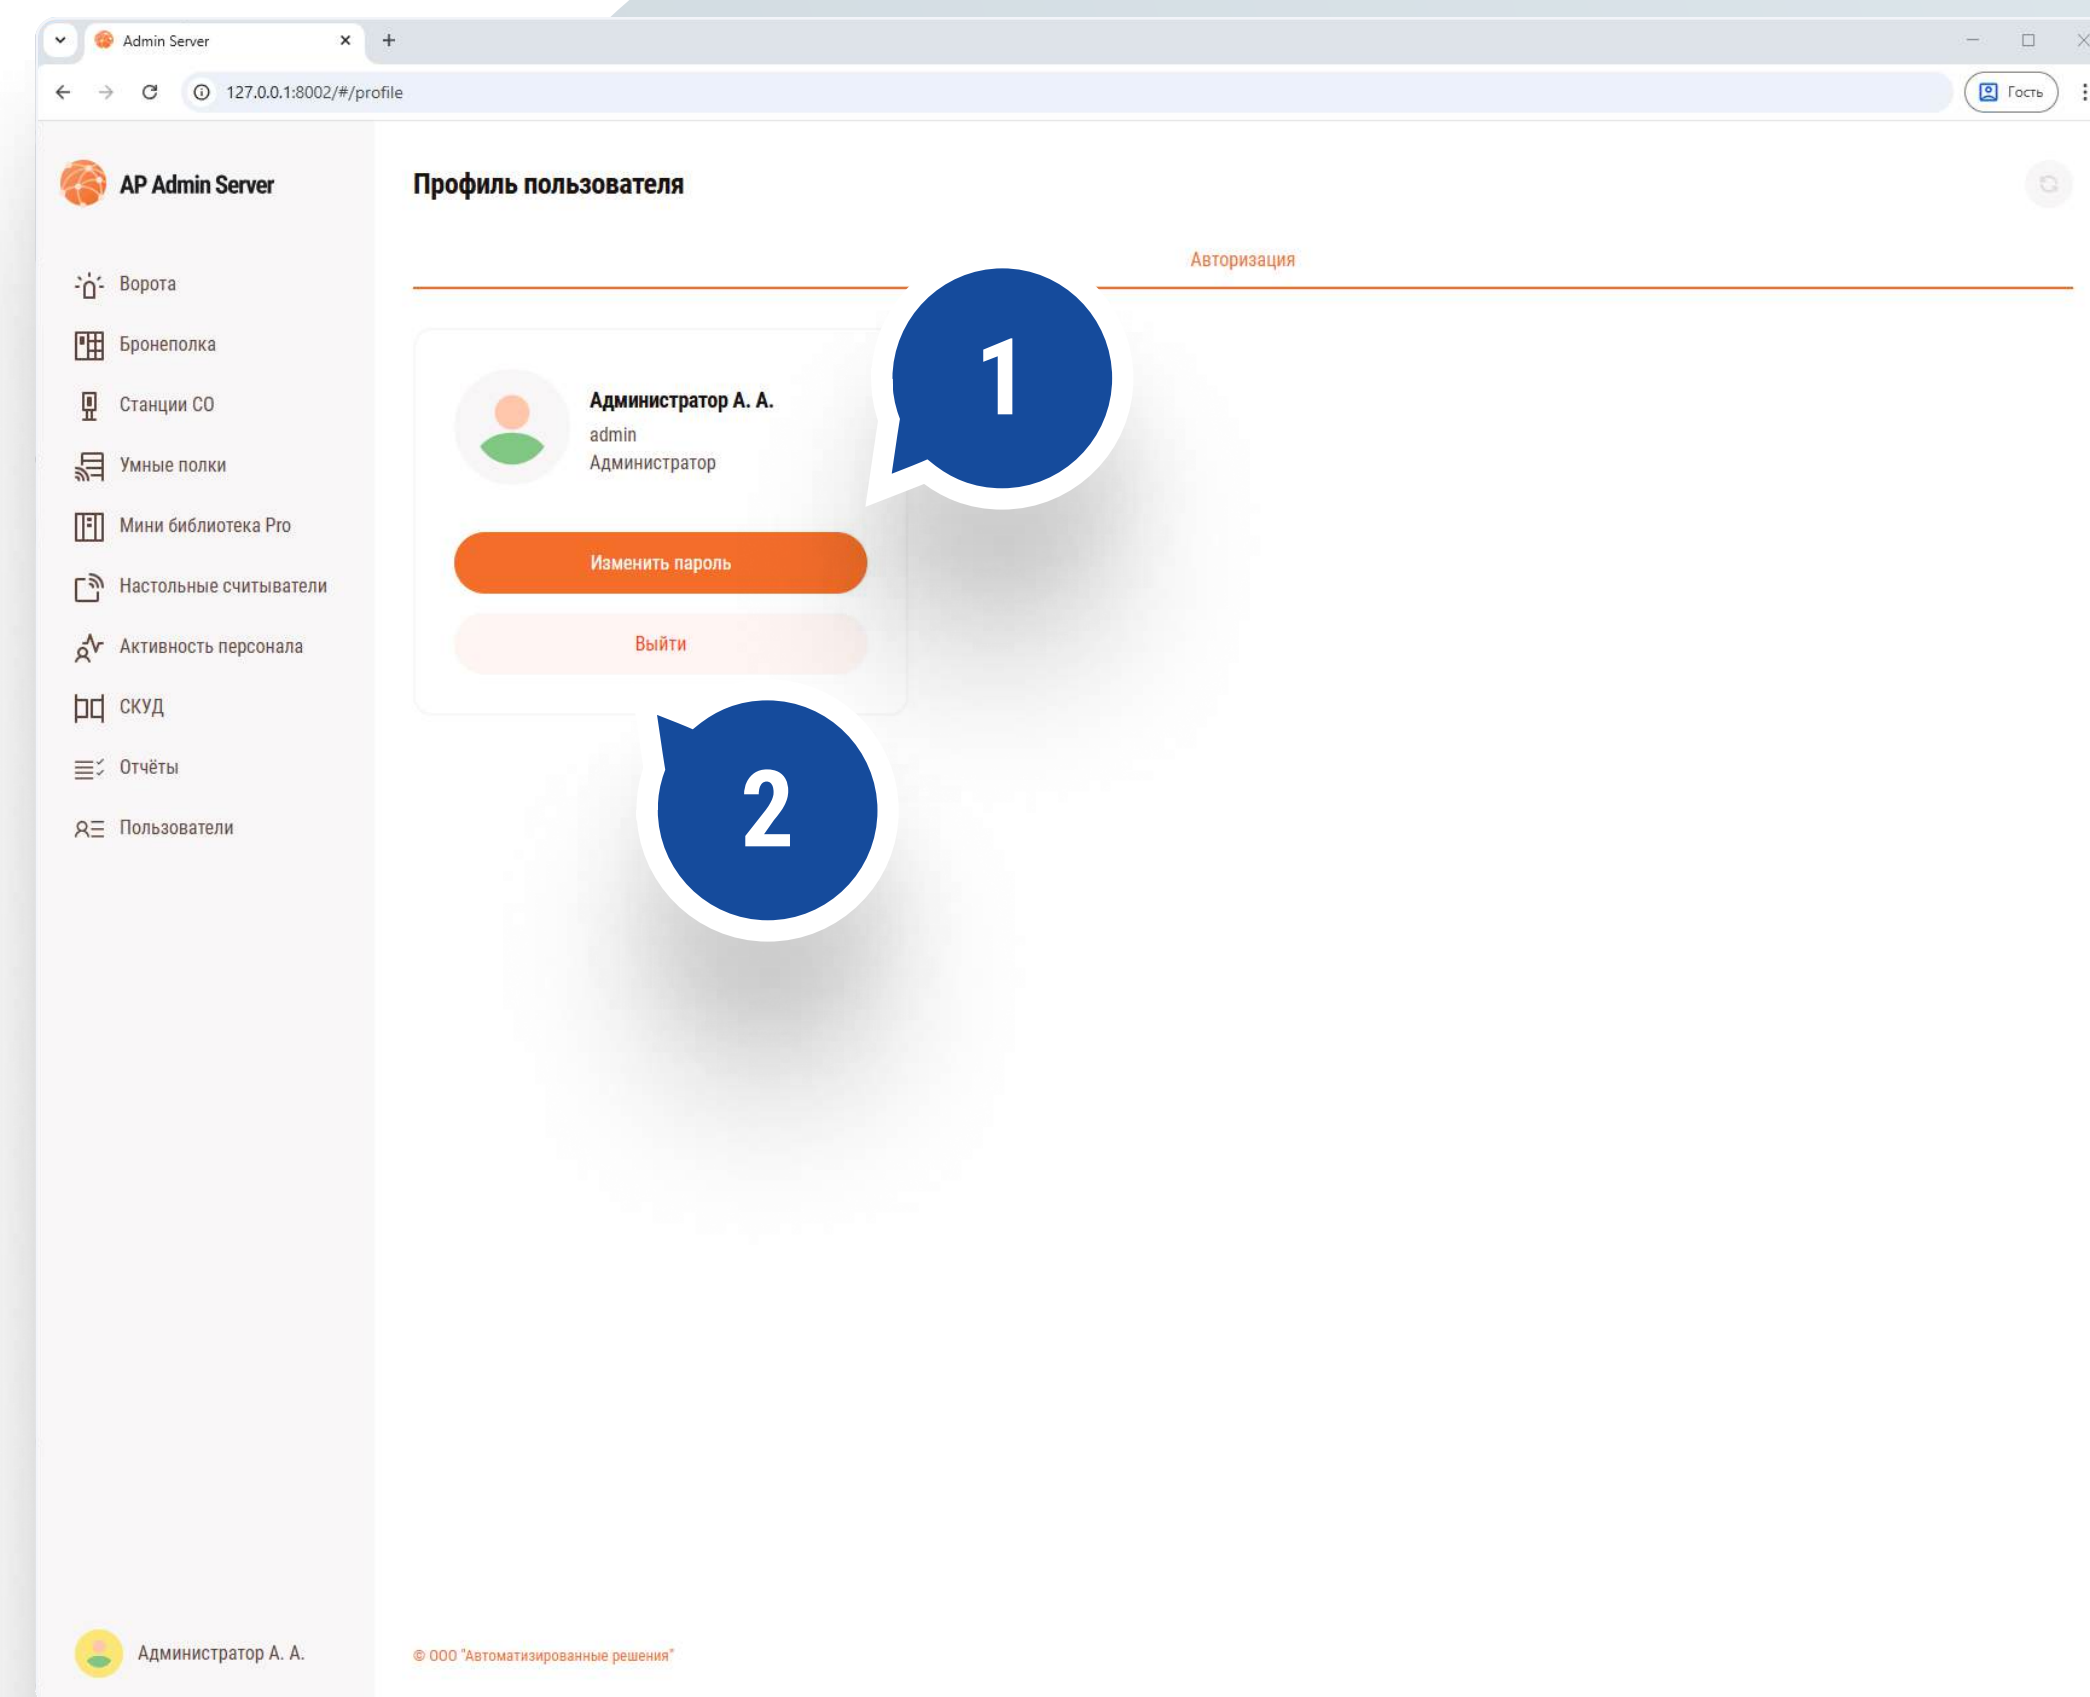 Admin Server
127.0.0.1:8002/#/profile
Гость
AP Admin Server
Профиль пользователя
Авторизация
Ворота
Бронеполка
Станции СО
Умные полки
Мини библиотека Pro
Настольные считыватели
Активность персонала
СКУД
Отчёты
Пользователи
Администратор А. А.
admin
Администратор
Изменить пароль
Выйти
1
2
Администратор А. А.
© ООО "Автоматизированные решения"